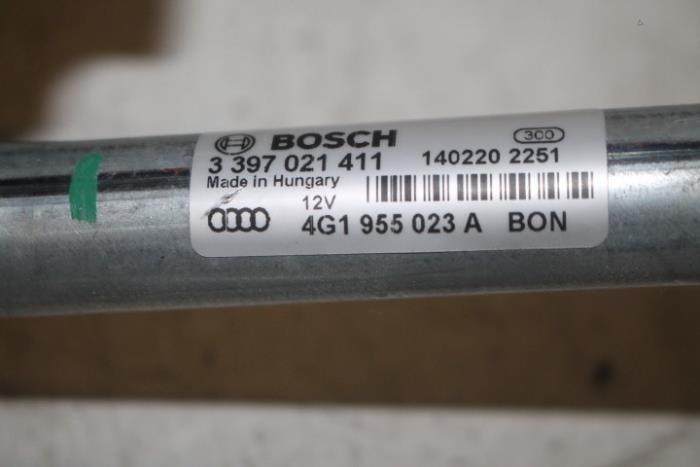 BOSCH 300
3 397 021 411 140220 2251
Made in Hungary
12V
4G1 955 023 A BON